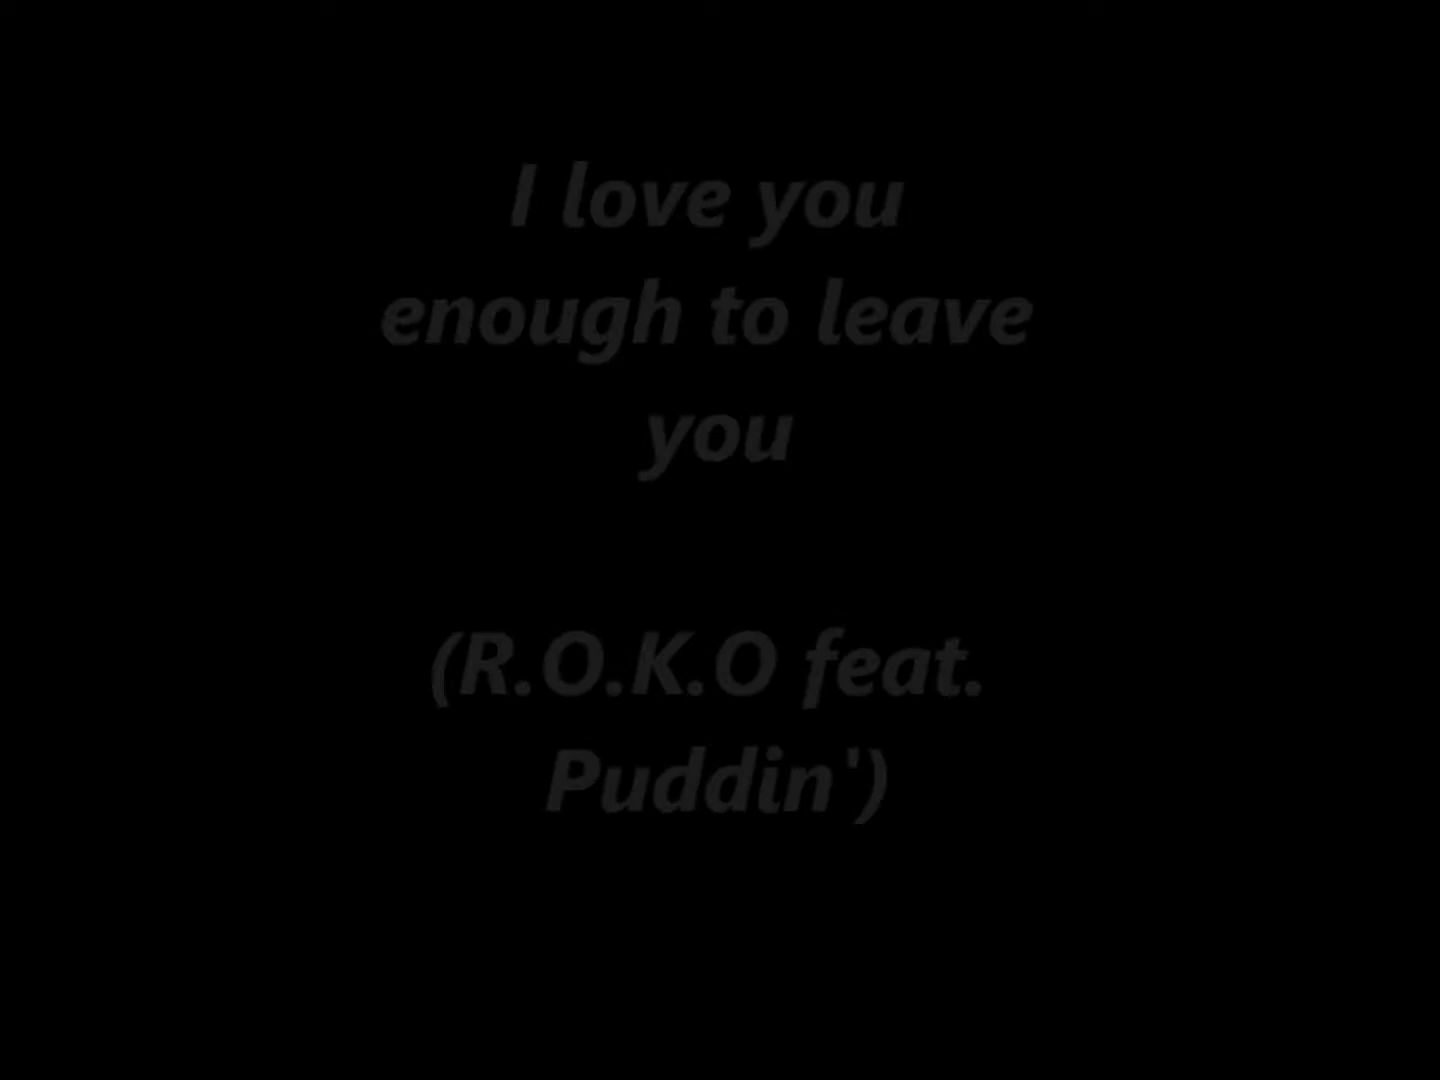 I love you
enough to leave
you
(R.O.K.O feat.
Puddin')